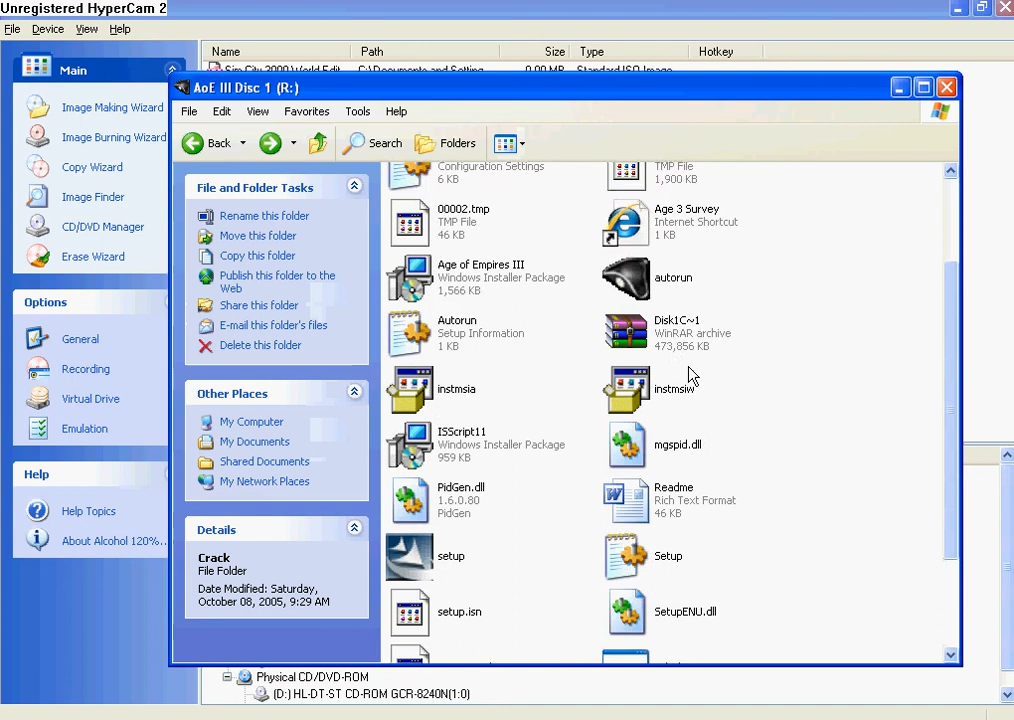 Unregistered HyperCam 2
File Device View Help
Name Path Size Type Hotkey
Main
Image Making Wizard
Image Burning Wizard
Copy Wizard
Image Finder
CD/DVD Manager
Erase Wizard
Options
General
Recording
Virtual Drive
Emulation
Help
Help Topics
About Alcohol 120%..
AoE III Disc 1 (R:)
File Edit View Favorites Tools Help
Back Search Folders
File and Folder Tasks
Rename this folder
Move this folder
Copy this folder
Publish this folder to the
Web
Share this folder
E-mail this folder's files
Delete this folder
Other Places
My Computer
My Documents
Shared Documents
My Network Places
Details
Crack
File Folder
Date Modified: Saturday,
October 08, 2005, 9:29 AM
Configuration Settings
6 KB
TMP File
1,900 KB
00002.tmp
TMP File
46 KB
Age 3 Survey
Internet Shortcut
1 KB
Age of Empires III
Windows Installer Package
1,566 KB
autorun
Autorun
Setup Information
1 KB
Disk1C~1
WinRAR archive
473,856 KB
instmsia
instmsiw
ISScript11
Windows Installer Package
959 KB
mgspid.dll
PidGen.dll
1.6.0.80
PidGen
Readme
Rich Text Format
46 KB
setup
Setup
setup.isn
SetupENU.dll
Physical CD/DVD-ROM
(D:) HL-DT-ST CD-ROM GCR-8240N(1:0)